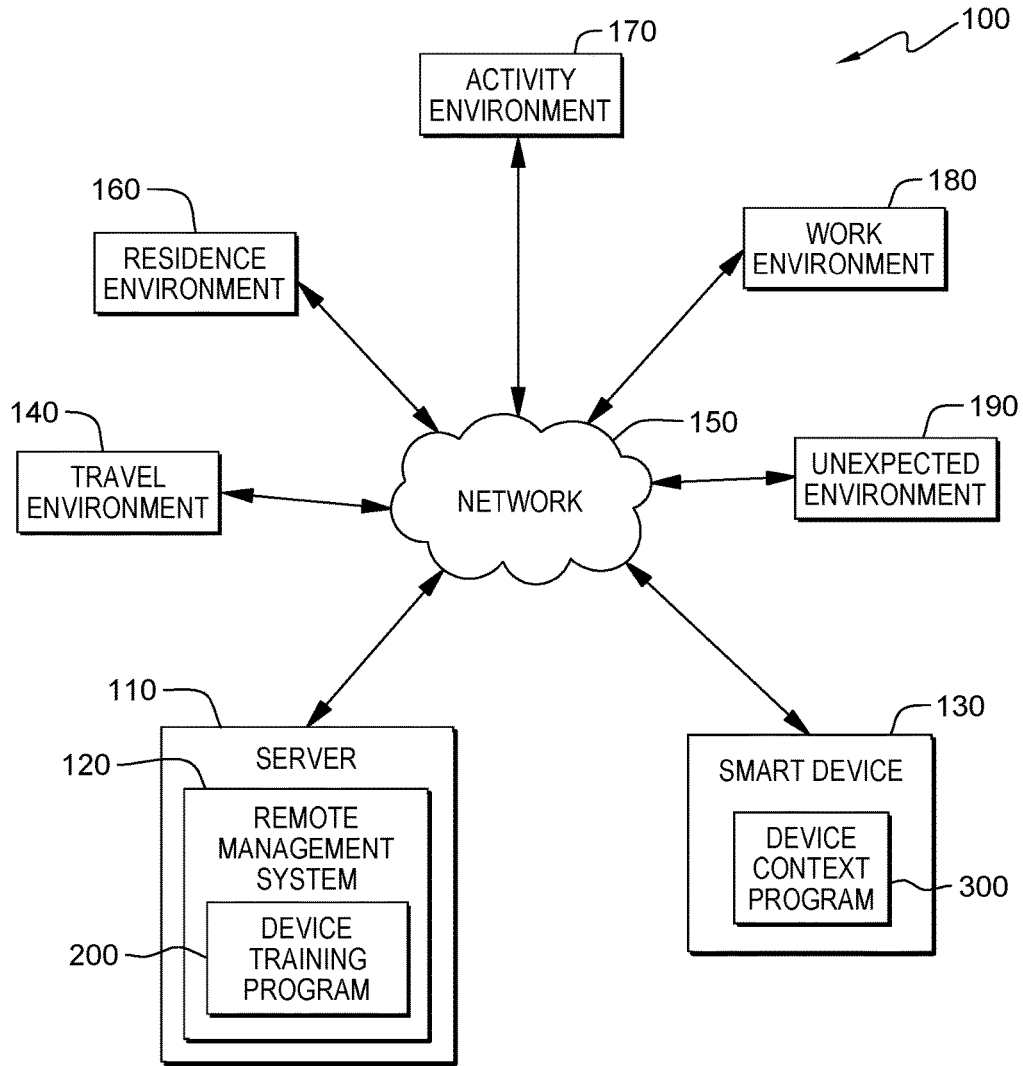 100
170
ACTIVITY
ENVIRONMENT
160
RESIDENCE
ENVIRONMENT
180
WORK
ENVIRONMENT
140
TRAVEL
ENVIRONMENT
150
NETWORK
190
UNEXPECTED
ENVIRONMENT
110
SERVER
120
REMOTE
MANAGEMENT
SYSTEM
200
DEVICE
TRAINING
PROGRAM
130
SMART DEVICE
DEVICE
CONTEXT
PROGRAM
300